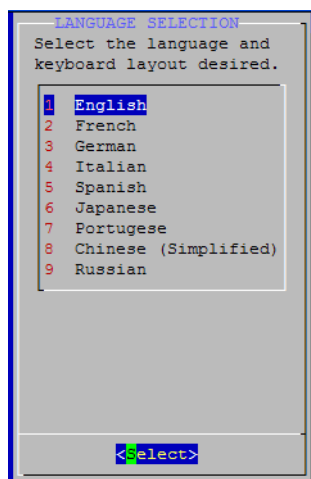 LANGUAGE SELECTION
Select the language and
keyboard layout desired.
1 English
2 French
3 German
4 Italian
5 Spanish
6 Japanese
7 Portugese
8 Chinese (Simplified)
9 Russian
<Select>